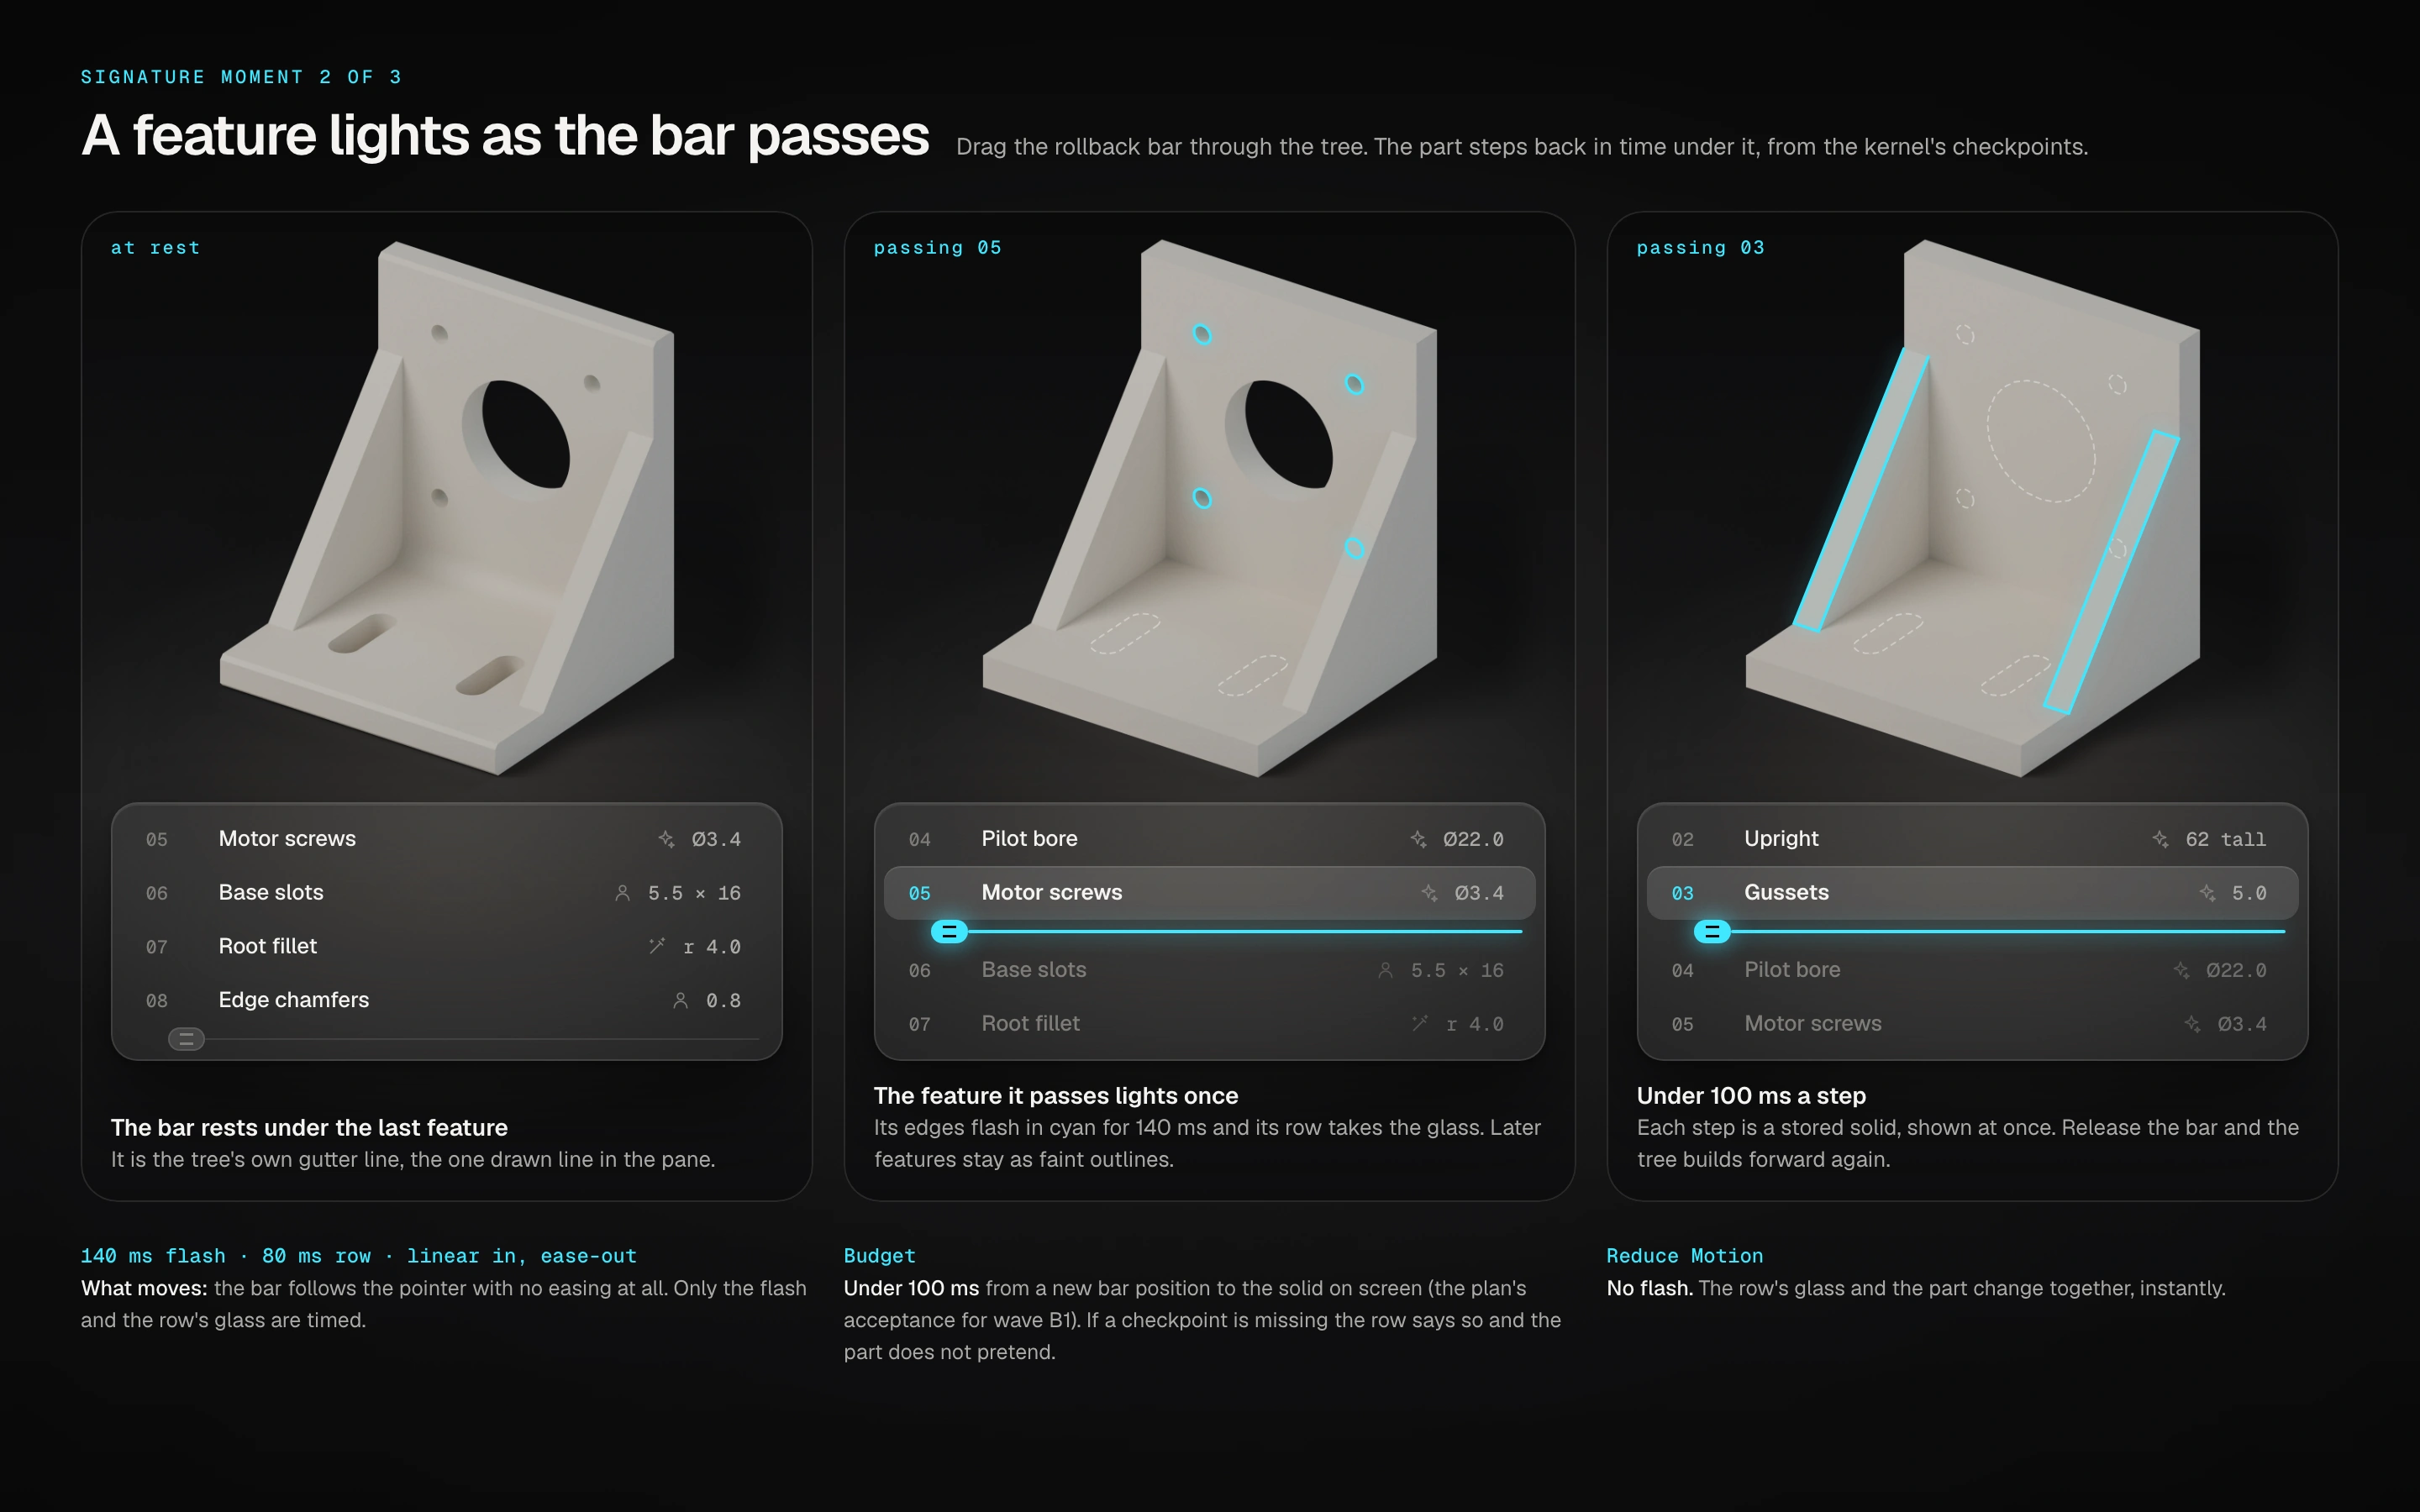 SIGNATURE MOMENT 2 OF 3
A feature lights as the bar passes
Drag the rollback bar through the tree. The part steps back in time under it, from the kernel's checkpoints.
at rest
05 Motor screws Ø3.4
06 Base slots 5.5 × 16
07 Root fillet r 4.0
08 Edge chamfers 0.8
The bar rests under the last feature
It is the tree's own gutter line, the one drawn line in the pane.
passing 05
04 Pilot bore Ø22.0
05 Motor screws Ø3.4
06 Base slots 5.5 × 16
07 Root fillet r 4.0
The feature it passes lights once
Its edges flash in cyan for 140 ms and its row takes the glass. Later
features stay as faint outlines.
passing 03
02 Upright 62 tall
03 Gussets 5.0
04 Pilot bore Ø22.0
05 Motor screws Ø3.4
Under 100 ms a step
Each step is a stored solid, shown at once. Release the bar and the
tree builds forward again.
140 ms flash · 80 ms row · linear in, ease-out
What moves: the bar follows the pointer with no easing at all. Only the flash
and the row's glass are timed.
Budget
Under 100 ms from a new bar position to the solid on screen (the plan's
acceptance for wave B1). If a checkpoint is missing the row says so and the
part does not pretend.
Reduce Motion
No flash. The row's glass and the part change together, instantly.